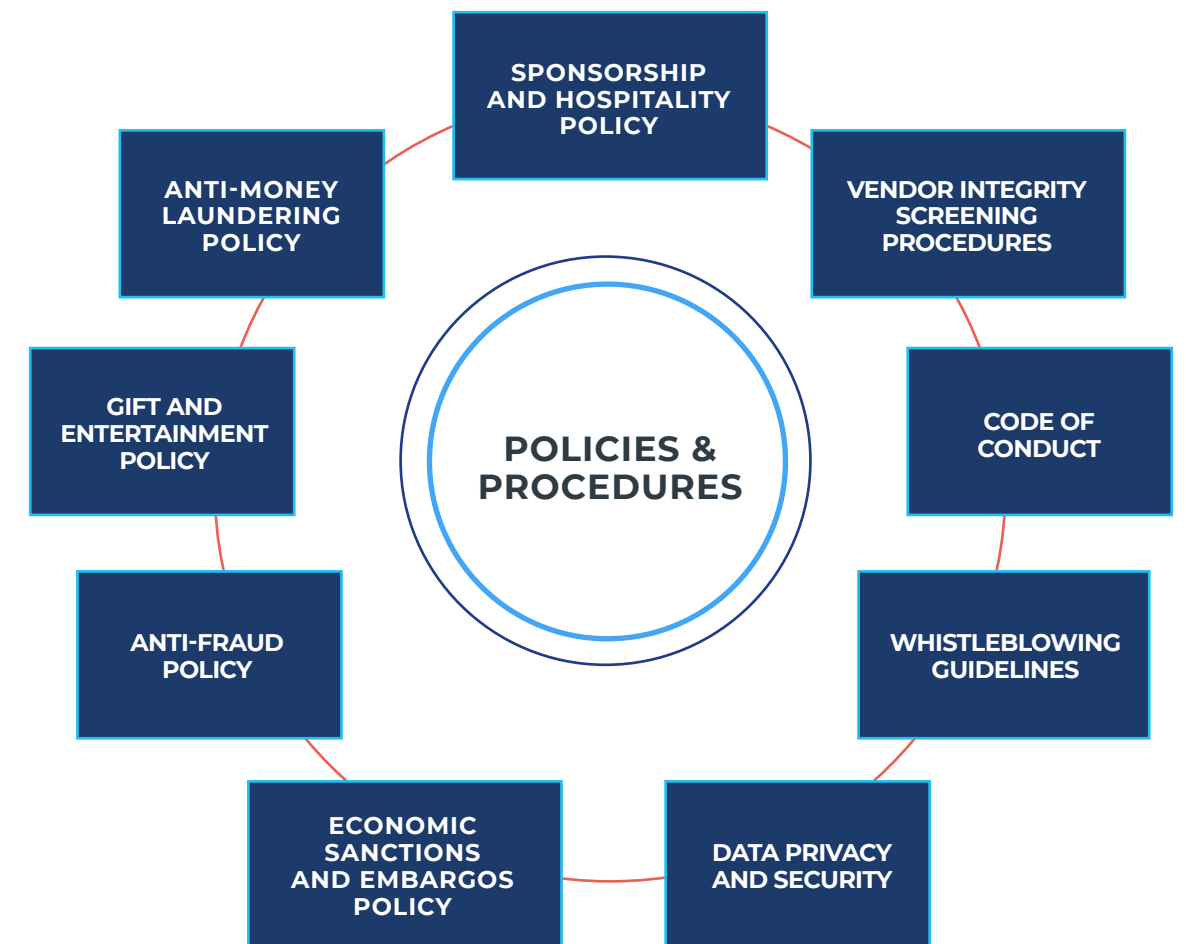 SPONSORSHIP
AND HOSPITALITY
POLICY
VENDOR INTEGRITY
SCREENING
PROCEDURES
CODE OF
CONDUCT
WHISTLEBLOWING
GUIDELINES
DATA PRIVACY
AND SECURITY
ECONOMIC
SANCTIONS
AND EMBARGOS
POLICY
ANTI-FRAUD
POLICY
GIFT AND
ENTERTAINMENT
POLICY
ANTI-MONEY
LAUNDERING
POLICY
POLICIES &
PROCEDURES